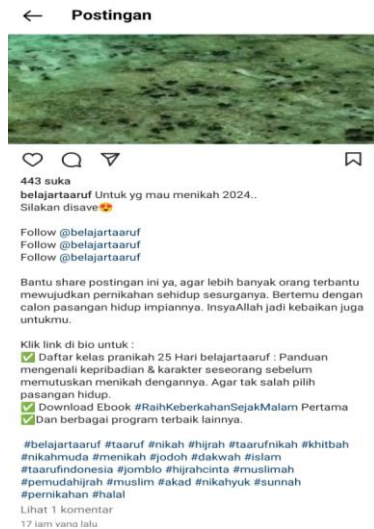 Postingan
443 suka
belajartaaruf Untuk yg mau menikah 2024..
Silakan disave😍
Follow @belajartaaruf
Follow @belajartaaruf
Follow @belajartaaruf
Bantu share postingan ini ya, agar lebih banyak orang terbantu
mewujudkan pernikahan sehidup sesurganya. Bertemu dengan
calon pasangan hidup impiannya. InsyaAllah jadi kebaikan juga
untukmu.
Klik link di bio untuk :
✅ Daftar kelas pranikah 25 Hari belajartaaruf : Panduan
mengenali kepribadian & karakter seseorang sebelum
memutuskan menikah dengannya. Agar tak salah pilih
pasangan hidup.
✅ Download Ebook #RaihKeberkahanSejakMalam Pertama
✅Dan berbagai program terbaik lainnya.
#belajartaaruf #taaruf #nikah #hijrah #taarufnikah #khitbah
#nikahmuda #menikah #jodoh #dakwah #islam
#taarufindonesia #jomblo #hijrahcinta #muslimah
#pemudahijrah #muslim #akad #nikahyuk #sunnah
#pernikahan #halal
Lihat 1 komentar
17 jam yang lalu